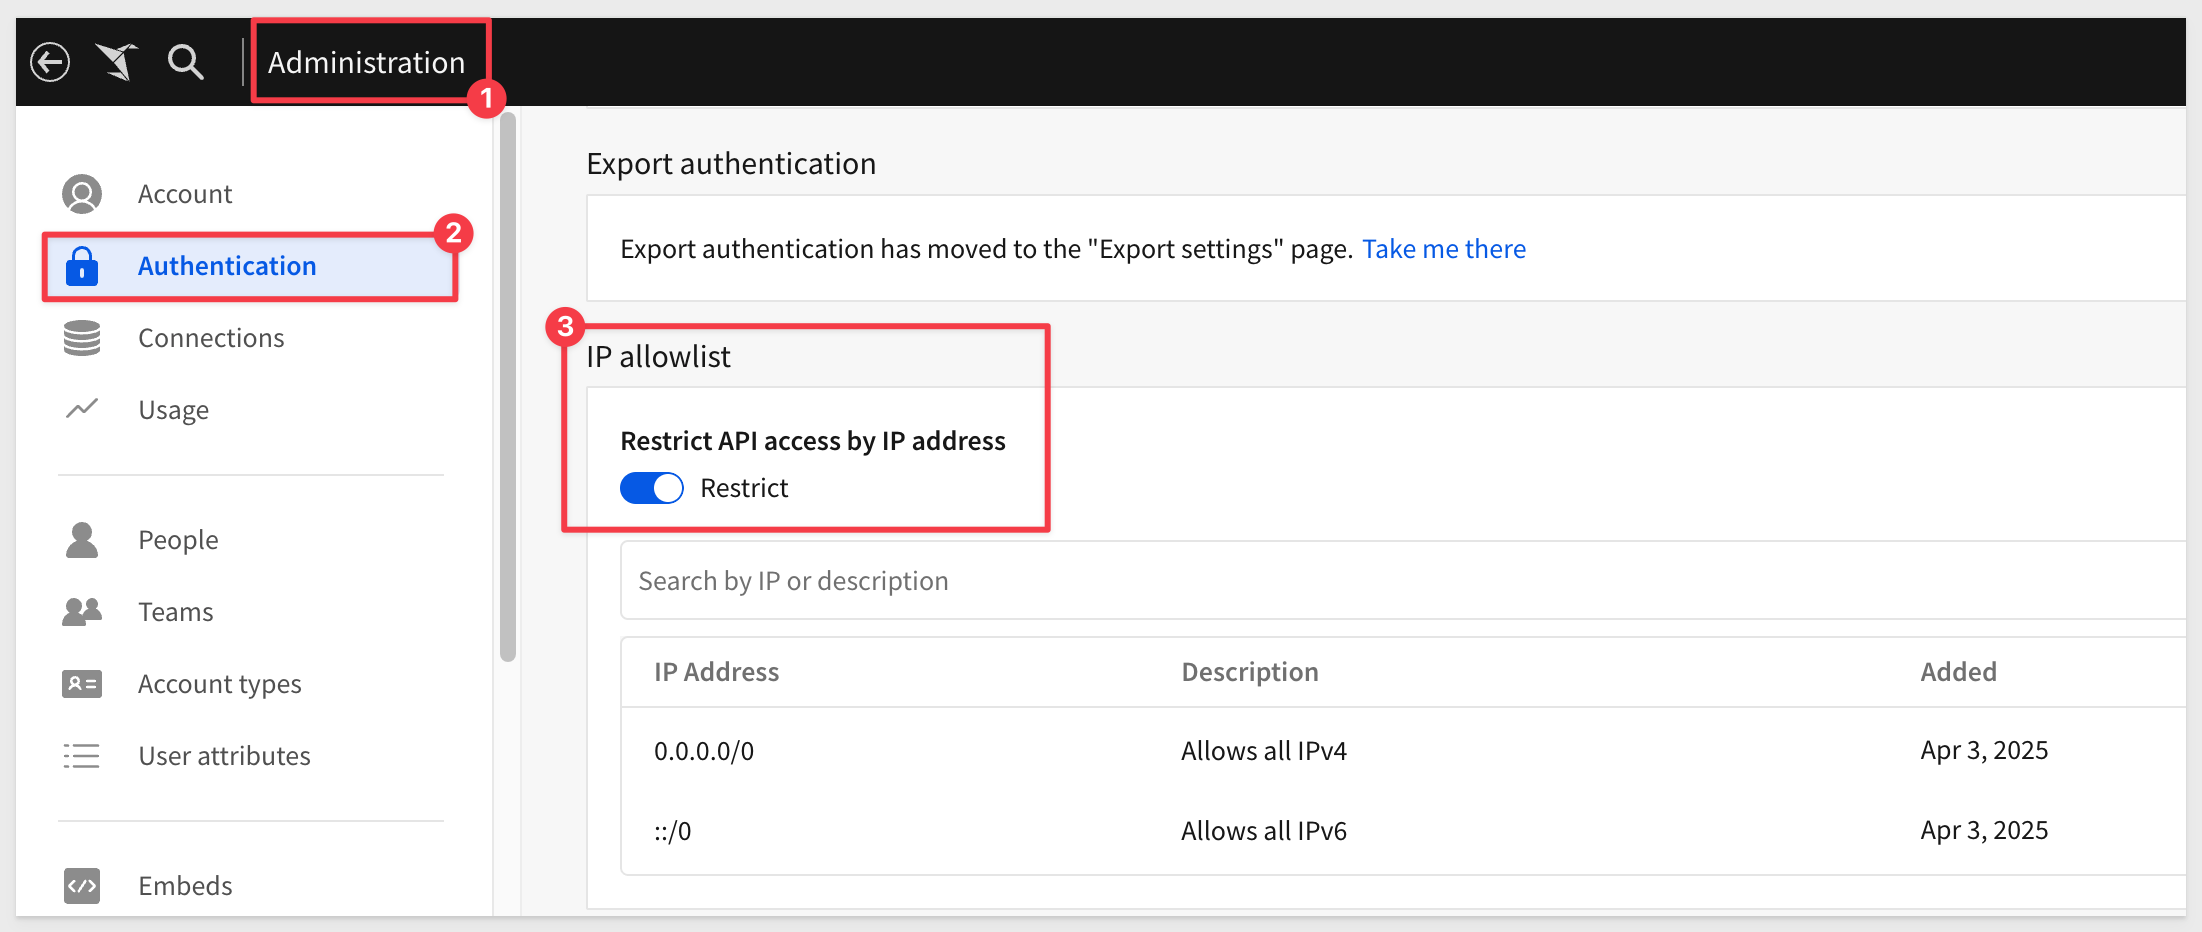 Administration
1
Account
2
Authentication
Connections
Usage
People
Teams
Account types
User attributes
Embeds
Export authentication
Export authentication has moved to the "Export settings" page. Take me there
3
IP allowlist
Restrict API access by IP address
Restrict
Search by IP or description
IP Address Description Added
0.0.0.0/0 Allows all IPv4 Apr 3, 2025
::/0 Allows all IPv6 Apr 3, 2025